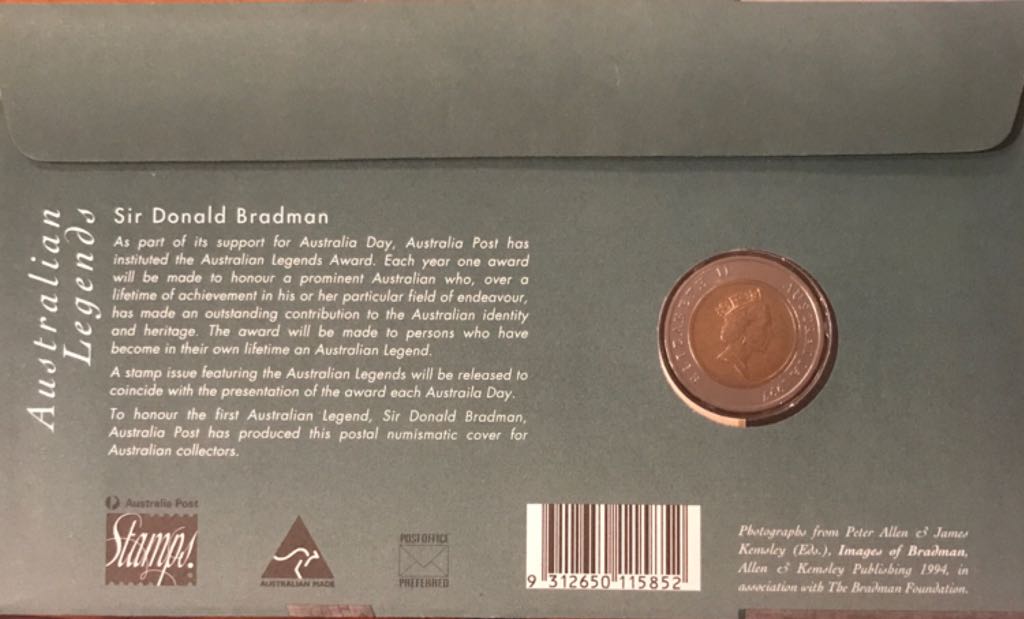 Australian
Legends
Sir Donald Bradman
As part of its support for Australia Day, Australia Post has
instituted the Australian Legends Award. Each year one award
will be made to honour a prominent Australian who, over a
lifetime of achievement in his or her particular field of endeavour,
has made an outstanding contribution to the Australian identity
and heritage. The award will be made to persons who have
become in their own lifetime an Australian Legend.
A stamp issue featuring the Australian Legends will be released to
coincide with the presentation of the award each Austraila Day.
To honour the first Australian Legend, Sir Donald Bradman,
Australia Post has produced this postal numismatic cover for
Australian collectors.
ELIZABETH II AUSTRALIA 1997
Australia Post
Stamps!
AUSTRALIAN MADE
POST OFFICE
PREFERRED
9 312650 115852
Photographs from Peter Allen & James
Kemsley (Eds.), Images of Bradman,
Allen & Kemsley Publishing 1994, in
association with The Bradman Foundation.